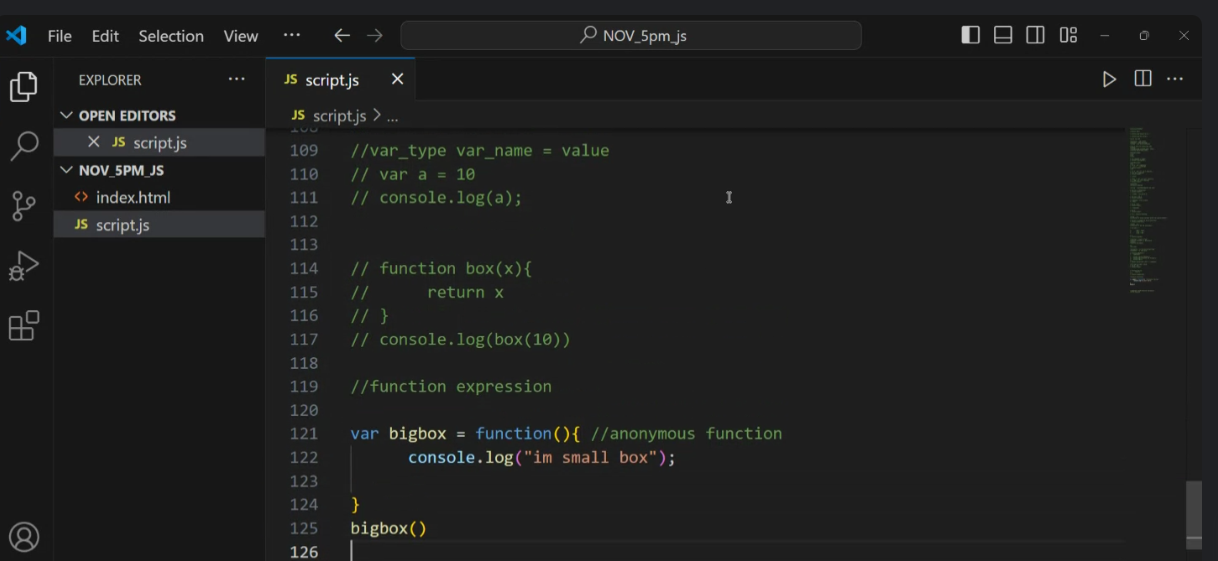 File Edit Selection View ... NOV_5pm_js
EXPLORER ...
JS script.js
OPEN EDITORS
JS script.js
NOV_5PM_JS
index.html
JS script.js
JS script.js > ...
109 //var_type var_name = value
110 // var a = 10
111 // console.log(a);
112
113
114 // function box(x){
115 //      return x
116 // }
117 // console.log(box(10))
118
119 //function expression
120
121 var bigbox = function(){ //anonymous function
122       console.log("im small box");
123
124 }
125 bigbox()
126